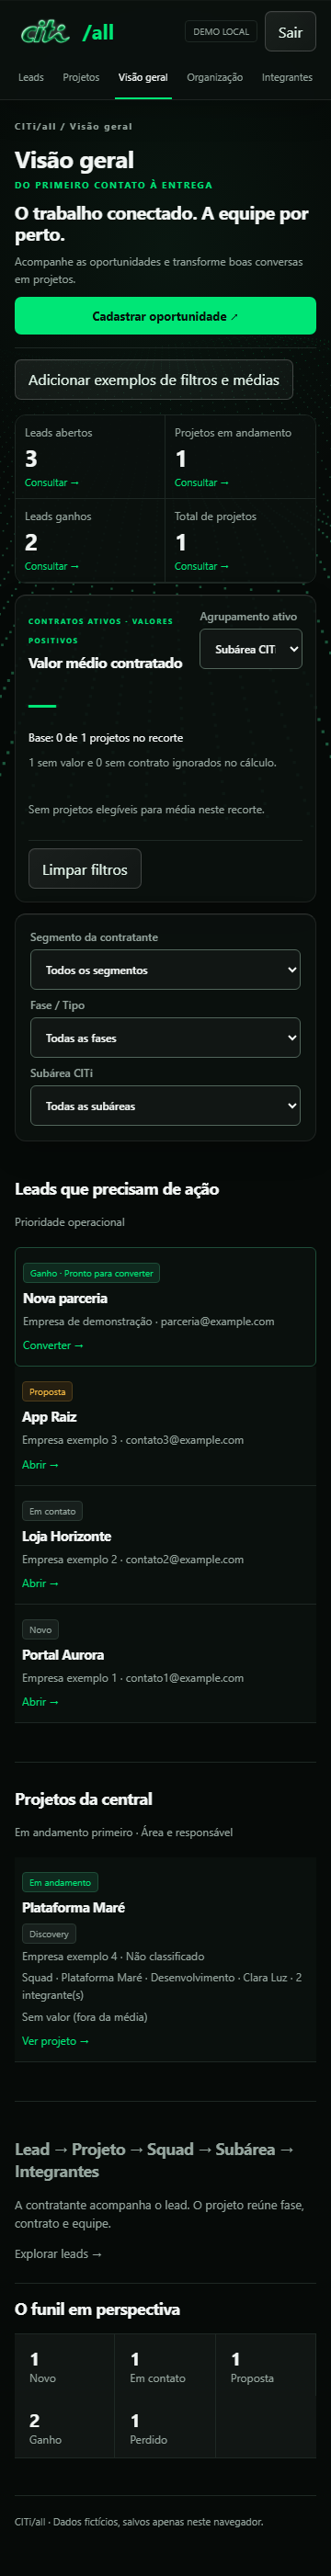 citi /all
DEMO LOCAL
Sair
Leads
Projetos
Visão geral
Organização
Integrantes
CITi/all / Visão geral
Visão geral
DO PRIMEIRO CONTATO À ENTREGA
O trabalho conectado. A equipe por
perto.
Acompanhe as oportunidades e transforme boas conversas
em projetos.
Cadastrar oportunidade ↗
Adicionar exemplos de filtros e médias
Leads abertos
3
Consultar →
Projetos em andamento
1
Consultar →
Leads ganhos
2
Consultar →
Total de projetos
1
Consultar →
CONTRATOS ATIVOS · VALORES
POSITIVOS
Valor médio contratado
Agrupamento ativo
Subárea CITi
—
Base: 0 de 1 projetos no recorte
1 sem valor e 0 sem contrato ignorados no cálculo.
Sem projetos elegíveis para média neste recorte.
Limpar filtros
Segmento da contratante
Todos os segmentos
Fase / Tipo
Todas as fases
Subárea CITi
Todas as subáreas
Leads que precisam de ação
Prioridade operacional
Ganho · Pronto para converter
Nova parceria
Empresa de demonstração · parceria@example.com
Converter →
Proposta
App Raiz
Empresa exemplo 3 · contato3@example.com
Abrir →
Em contato
Loja Horizonte
Empresa exemplo 2 · contato2@example.com
Abrir →
Novo
Portal Aurora
Empresa exemplo 1 · contato1@example.com
Abrir →
Projetos da central
Em andamento primeiro · Área e responsável
Em andamento
Plataforma Maré
Discovery
Empresa exemplo 4 · Não classificado
Squad · Plataforma Maré · Desenvolvimento · Clara Luz · 2
integrante(s)
Sem valor (fora da média)
Ver projeto →
Lead → Projeto → Squad → Subárea →
Integrantes
A contratante acompanha o lead. O projeto reúne fase,
contrato e equipe.
Explorar leads →
O funil em perspectiva
1
Novo
1
Em contato
1
Proposta
2
Ganho
1
Perdido
CITi/all · Dados fictícios, salvos apenas neste navegador.